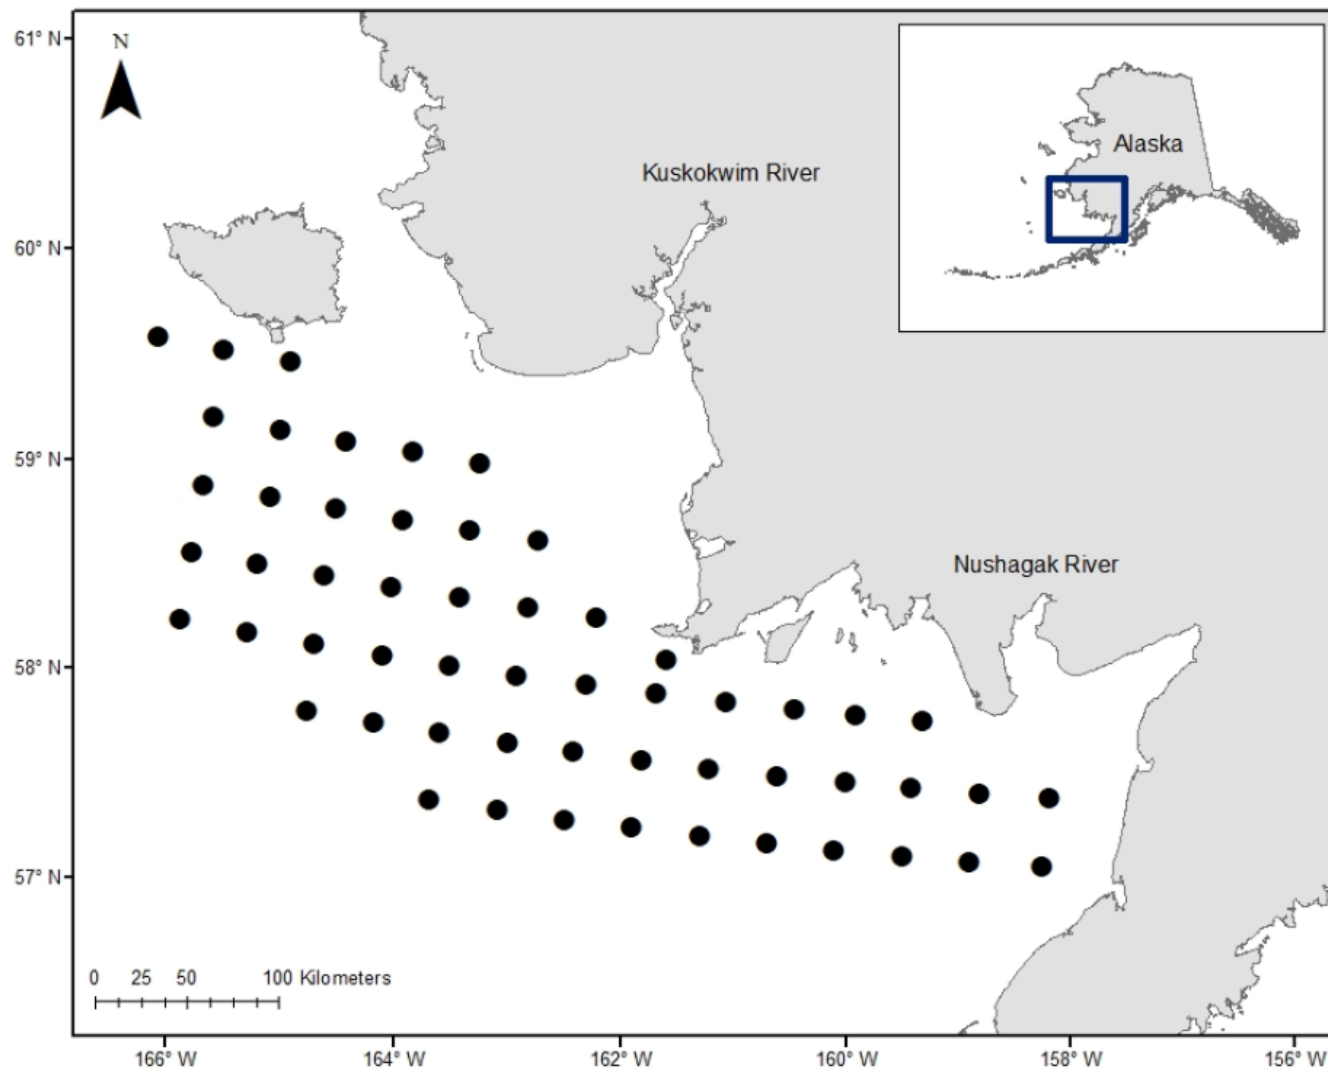 61° N
N
Alaska
Kuskokwim River
60° N
59° N
Nushagak River
58° N
57° N
0 25 50 100 Kilometers
166° W 164° W 162° W 160° W 158° W 156° W